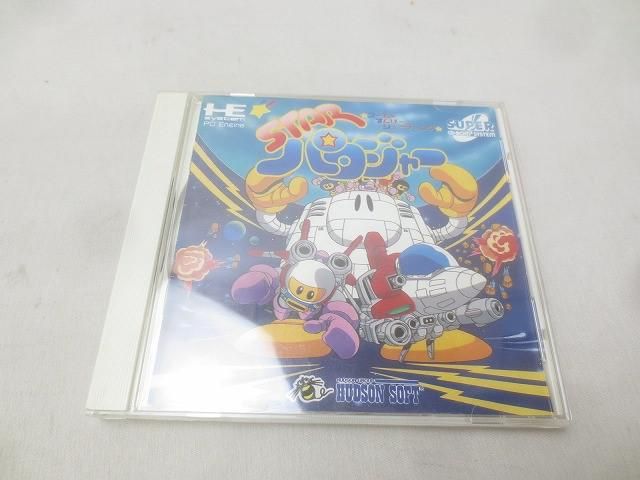 HE
system
PC Engine
STAR
パロジャー
SUPER
CD-ROM² SYSTEM
HUDSON SOFT